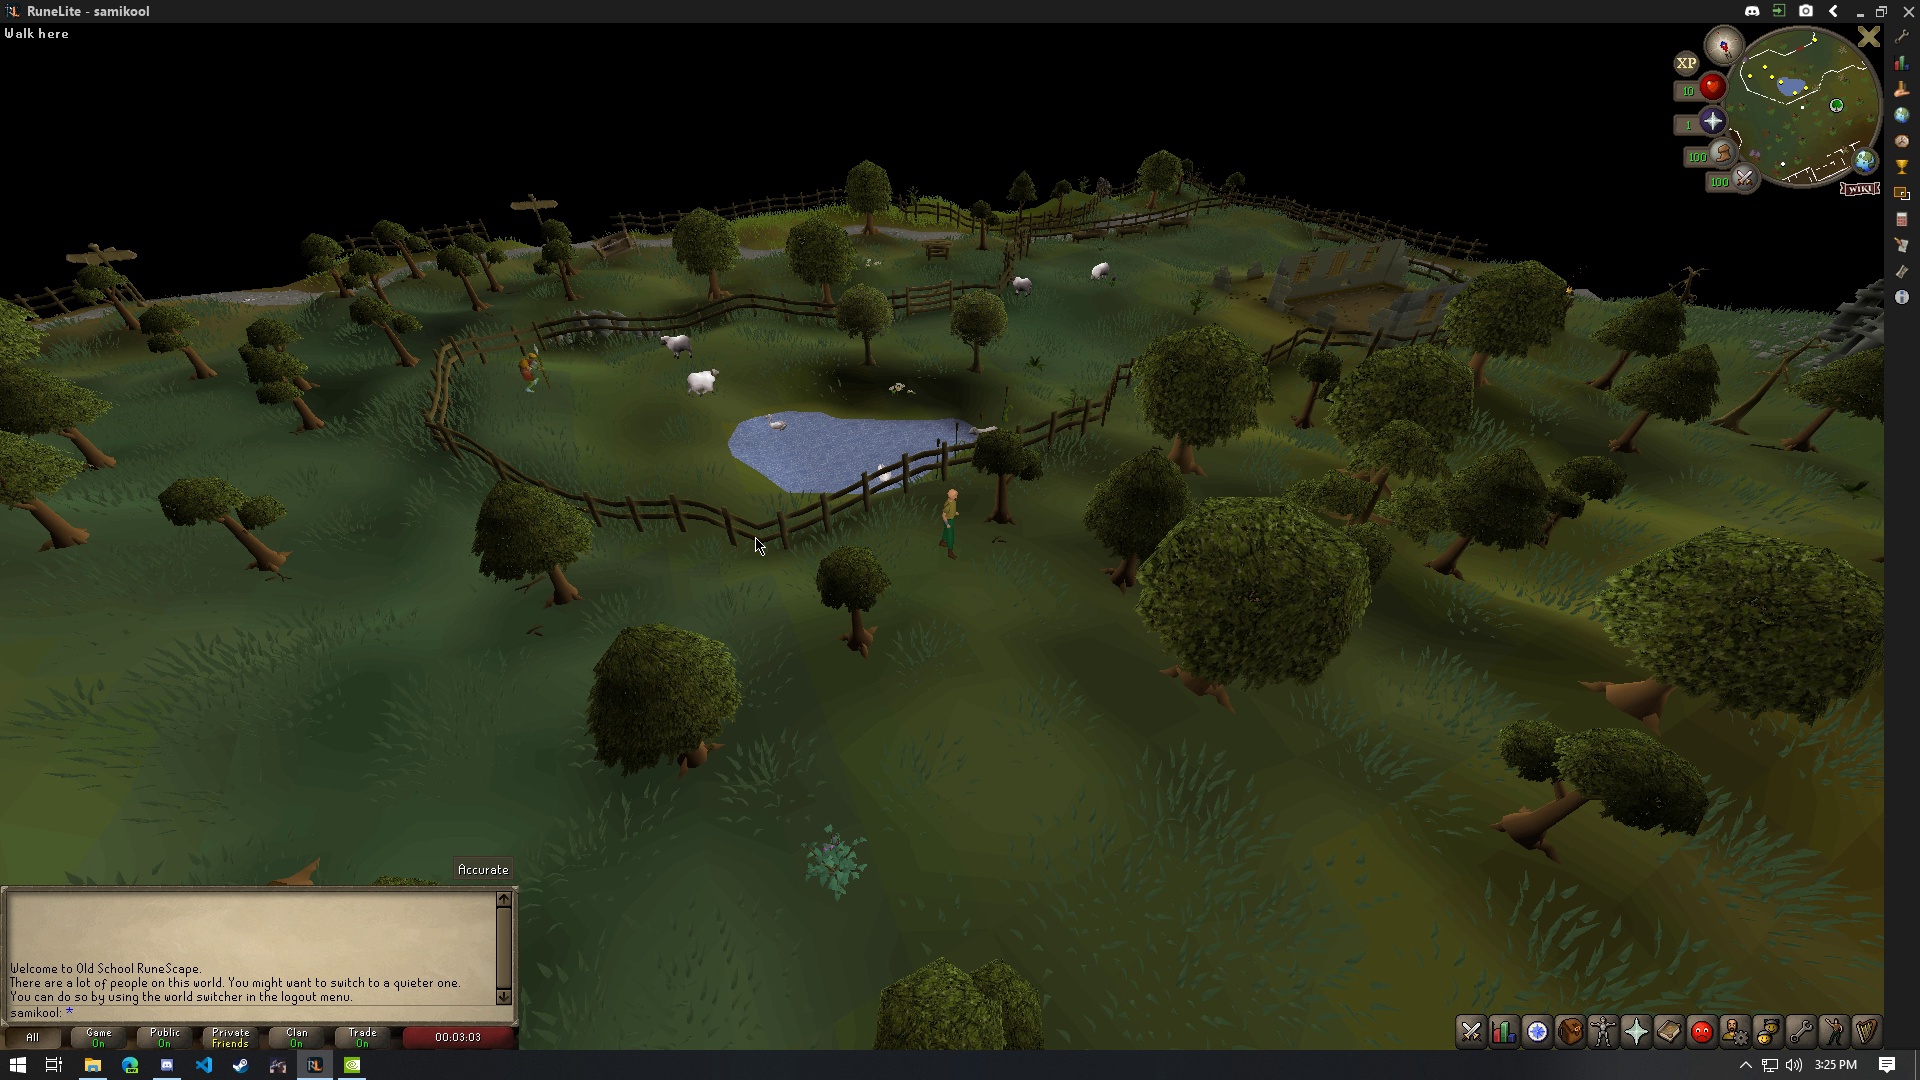 RuneLite - samikool
Walk here
XP
10
1
100
100
WIKI
Accurate
Welcome to Old School RuneScape.
There are a lot of people on this world. You might want to switch to a quieter one.
You can do so by using the world switcher in the logout menu.
samikool: *
All
Game
On
Public
On
Private
Friends
Clan
On
Trade
On
00:03:03
3:25 PM